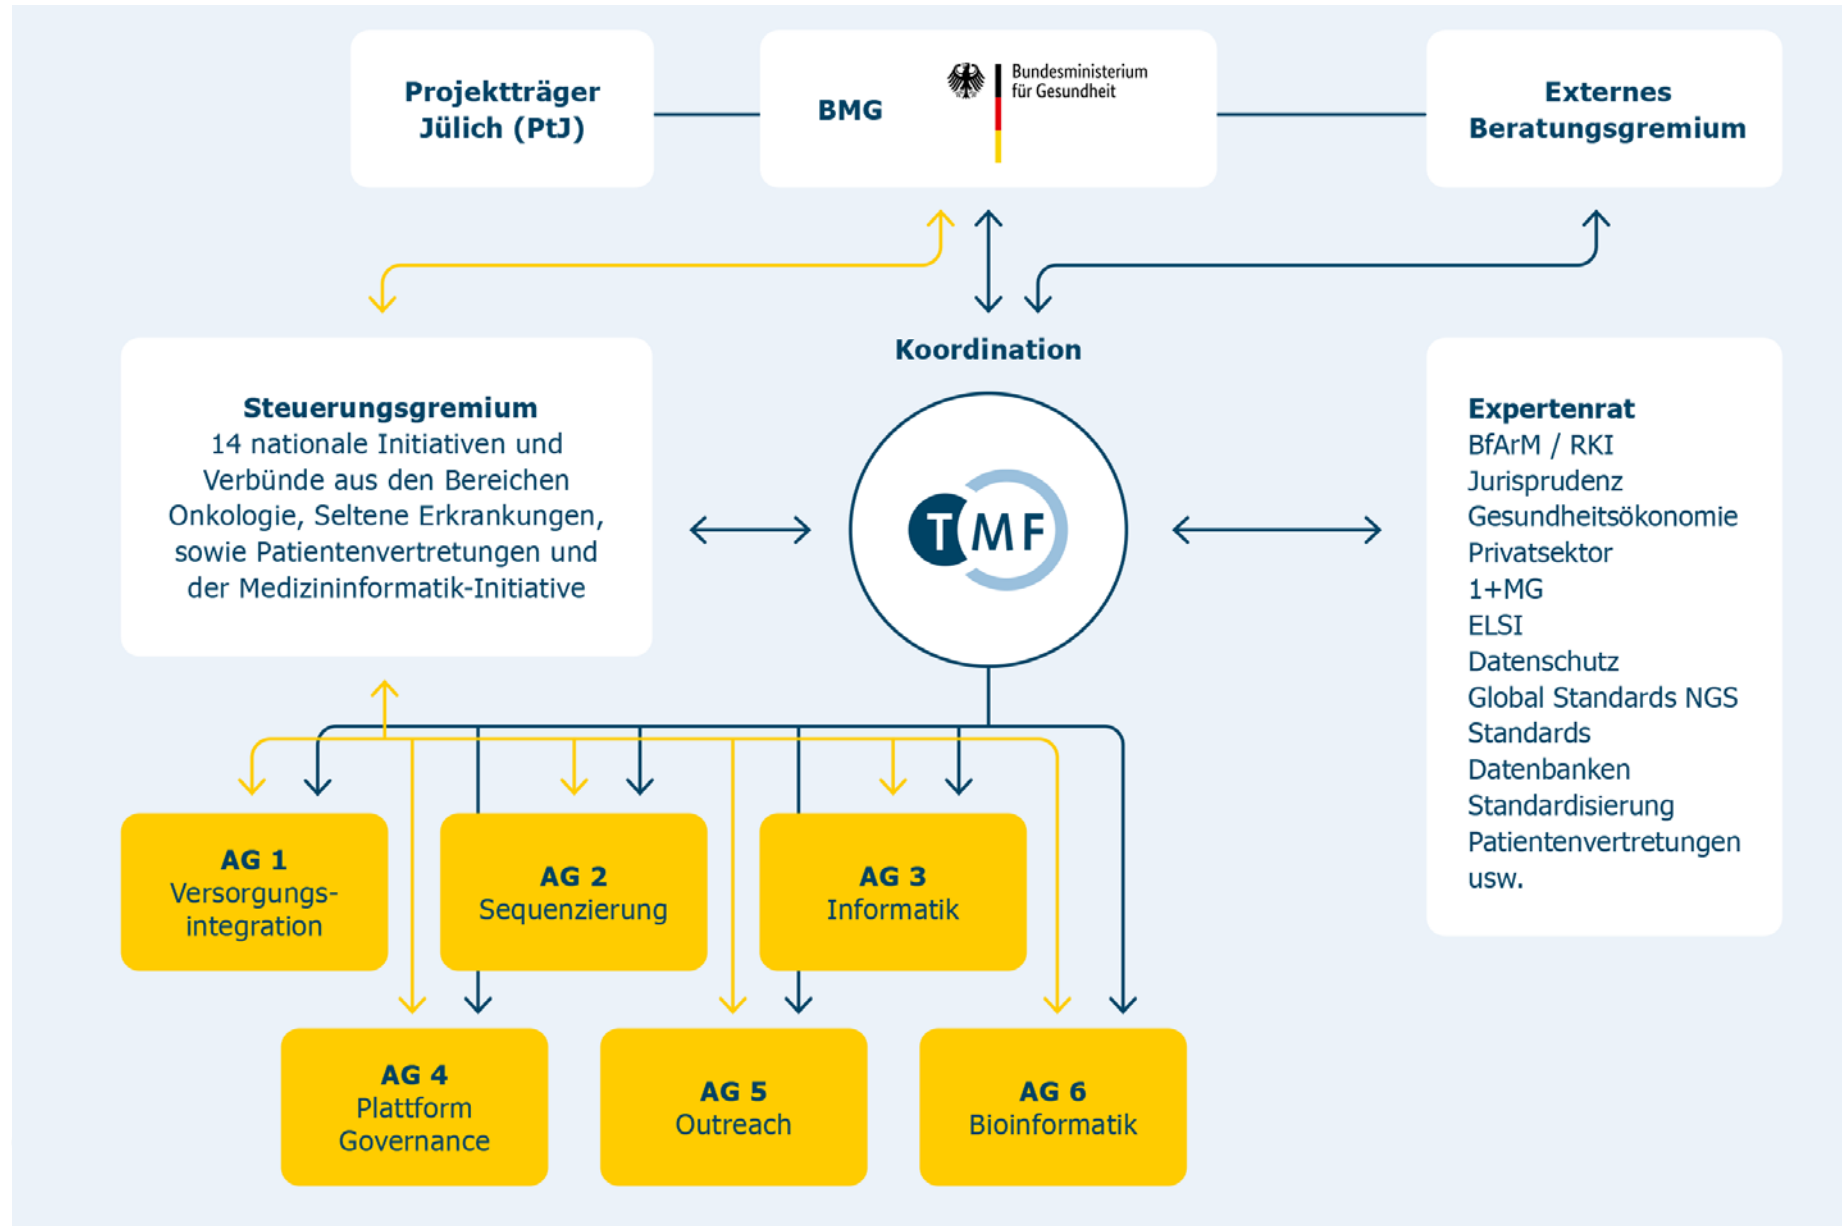 Projektträger
Jülich (PtJ)
BMG
Bundesministerium
für Gesundheit
Externes
Beratungsgremium
Koordination
TMF
Steuerungsgremium
14 nationale Initiativen und
Verbünde aus den Bereichen
Onkologie, Seltene Erkrankungen,
sowie Patientenvertretungen und
der Medizininformatik-Initiative
Expertenrat
BfArM / RKI
Jurisprudenz
Gesundheitsökonomie
Privatsektor
1+MG
ELSI
Datenschutz
Global Standards NGS
Standards
Datenbanken
Standardisierung
Patientenvertretungen
usw.
AG 1
Versorgungs-
integration
AG 2
Sequenzierung
AG 3
Informatik
AG 4
Plattform
Governance
AG 5
Outreach
AG 6
Bioinformatik